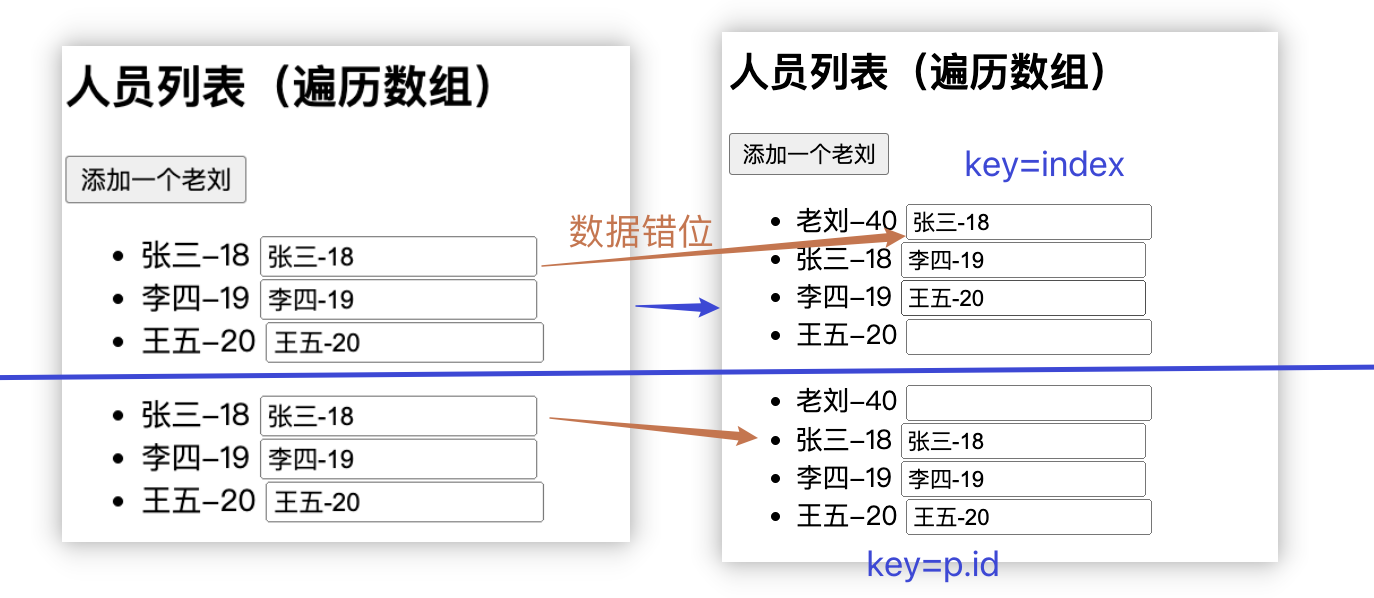 人员列表（遍历数组）
添加一个老刘
张三-18 张三-18
李四-19 李四-19
王五-20 王五-20
张三-18 张三-18
李四-19 李四-19
王五-20 王五-20
数据错位
人员列表（遍历数组）
添加一个老刘
key=index
老刘-40 张三-18
张三-18 李四-19
李四-19 王五-20
王五-20
老刘-40
张三-18 张三-18
李四-19 李四-19
王五-20 王五-20
key=p.id